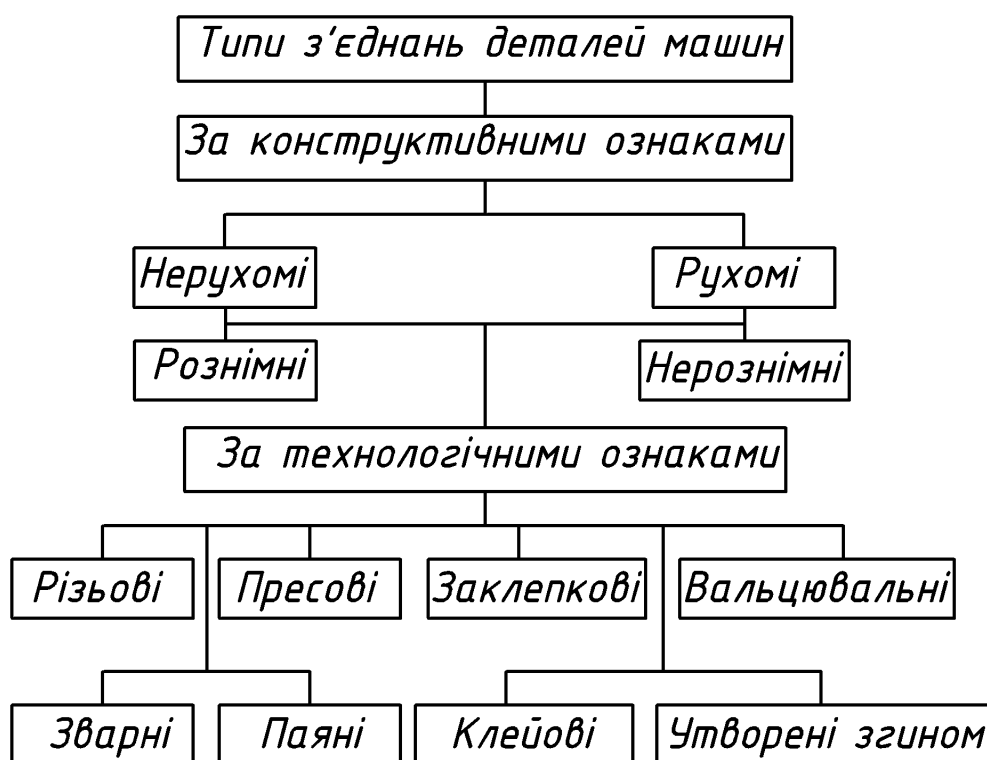 Типи з'єднань деталей машин
За конструктивними ознаками
Нерухомі
Рухомі
Рознімні
Нерознімні
За технологічними ознаками
Різьові
Пресові
Заклепкові
Вальцювальні
Зварні
Паяні
Клейові
Утворені згином